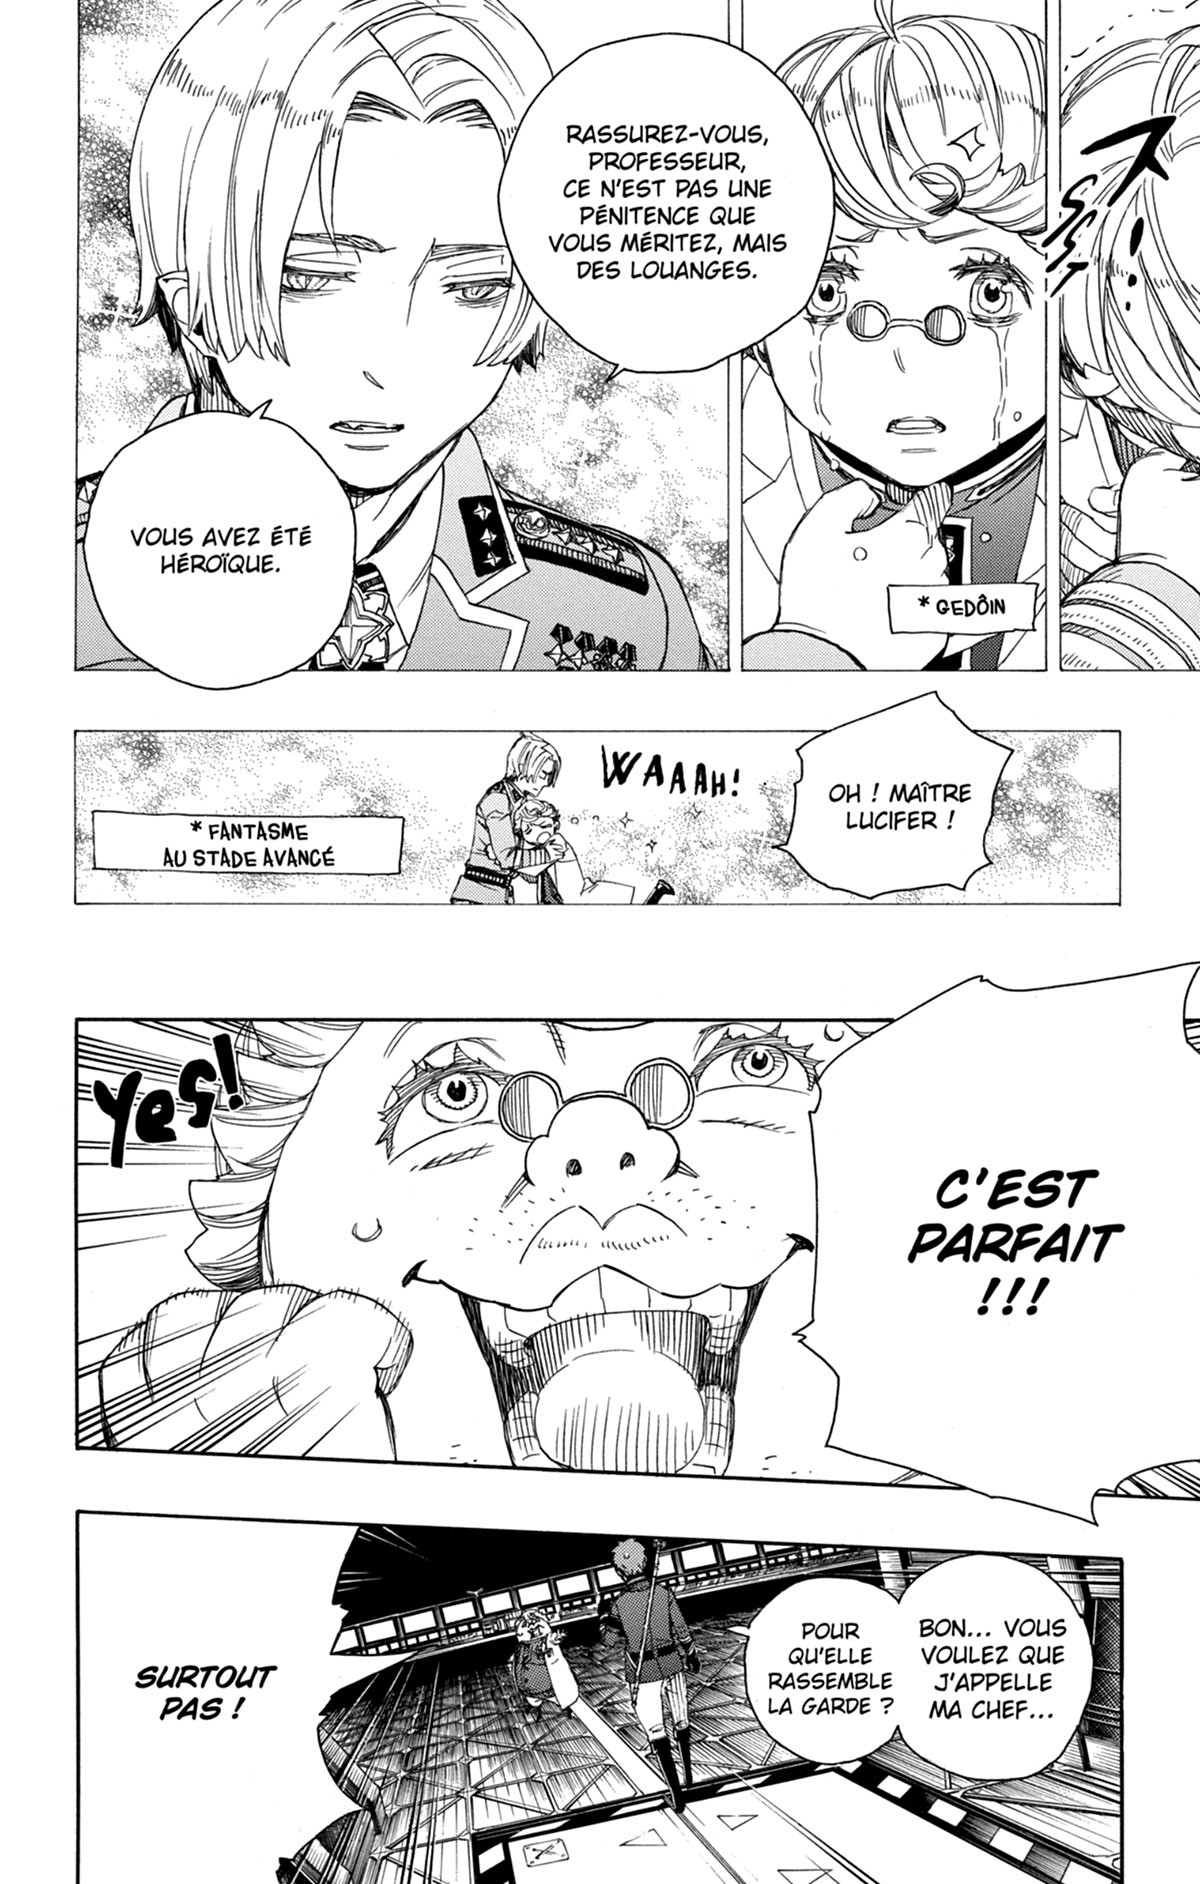 ス!
SST
* GEDÔIN
RASSUREZ-VOUS,
PROFESSEUR,
CE N'EST PAS UNE
PÉNITENCE QUE
VOUS MÉRITEZ, MAIS
DES LOUANGES.
VOUS AVEZ ÉTÉ
HÉROÏQUE.
OH ! MAÎTRE
LUCIFER !
WAAAH!
* FANTASME
AU STADE AVANCÉ
C'EST
PARFAIT
!!!
Yes!
BON... VOUS
VOULEZ QUE
J'APPELLE
MA CHEF...
POUR
QU'ELLE
RASSEMBLE
LA GARDE ?
SURTOUT
PAS !